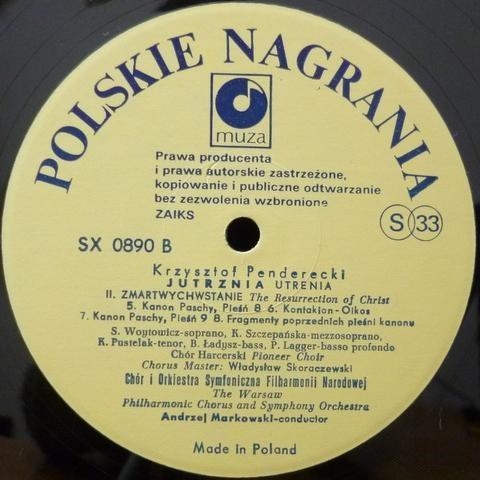 POLSKIE NAGRANIA
muza
Prawa producenta
i prawa autorskie zastrzeżone,
kopiowanie i publiczne odtwarzanie
bez zezwolenia wzbronione
ZAIKS
S 33
SX 0890 B
Krzysztof Penderecki
JUTRZNIA UTRENIA
II. ZMARTWYCHWSTANIE The Resurrection of Christ
5. Kanon Paschy, Pieśń 8 6. Kontakion-Oikos
7. Kanon Paschy, Pieśń 9 8. Fragmenty poprzednich pieśni kanonu
S. Woytowicz-soprano, K. Szczepańska-mezzosoprano,
K. Pustelak-tenor, B. Ładysz-bass, P. Lagger-basso profondo
Chór Harcerski Pioneer Choir
Chorus Master: Władysław Skoraczewski
Chór i Orkiestra Symfoniczna Filharmonii Narodowej
The Warsaw
Philharmonic Chorus and Symphony Orchestra
Andrzej Markowski-conductor
Made in Poland